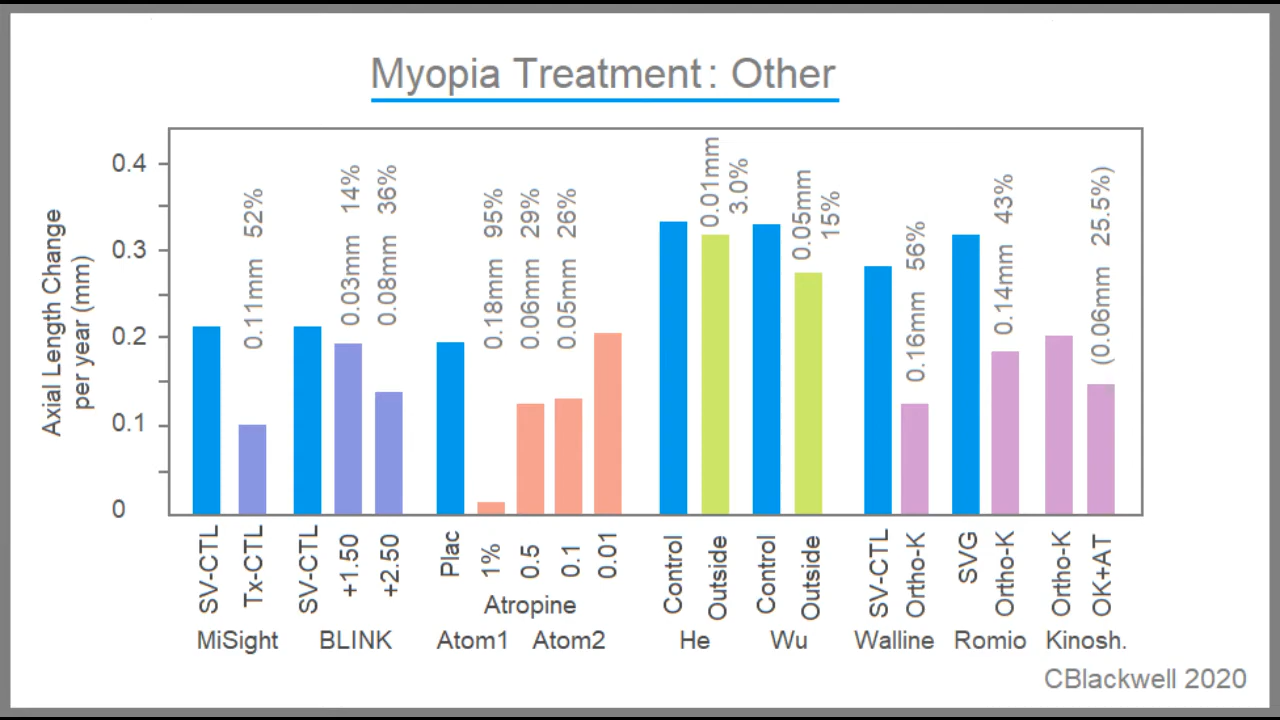 Myopia Treatment: Other
Axial Length Change
per year (mm)
0.4
0.3
0.2
0.1
0
0.11mm 52%
0.03mm 14%
0.08mm 36%
0.18mm 95%
0.06mm 29%
0.05mm 26%
0.01mm
3.0%
0.05mm
15%
0.16mm 56%
0.14mm 43%
(0.06mm 25.5%)
SV-CTL
Tx-CTL
SV-CTL
+1.50
+2.50
Plac
1%
0.5
0.1
0.01
Control
Outside
Control
Outside
SV-CTL
Ortho-K
SVG
Ortho-K
Ortho-K
OK+AT
Atropine
MiSight BLINK Atom1 Atom2 He Wu Walline Romio Kinosh.
CBlackwell 2020